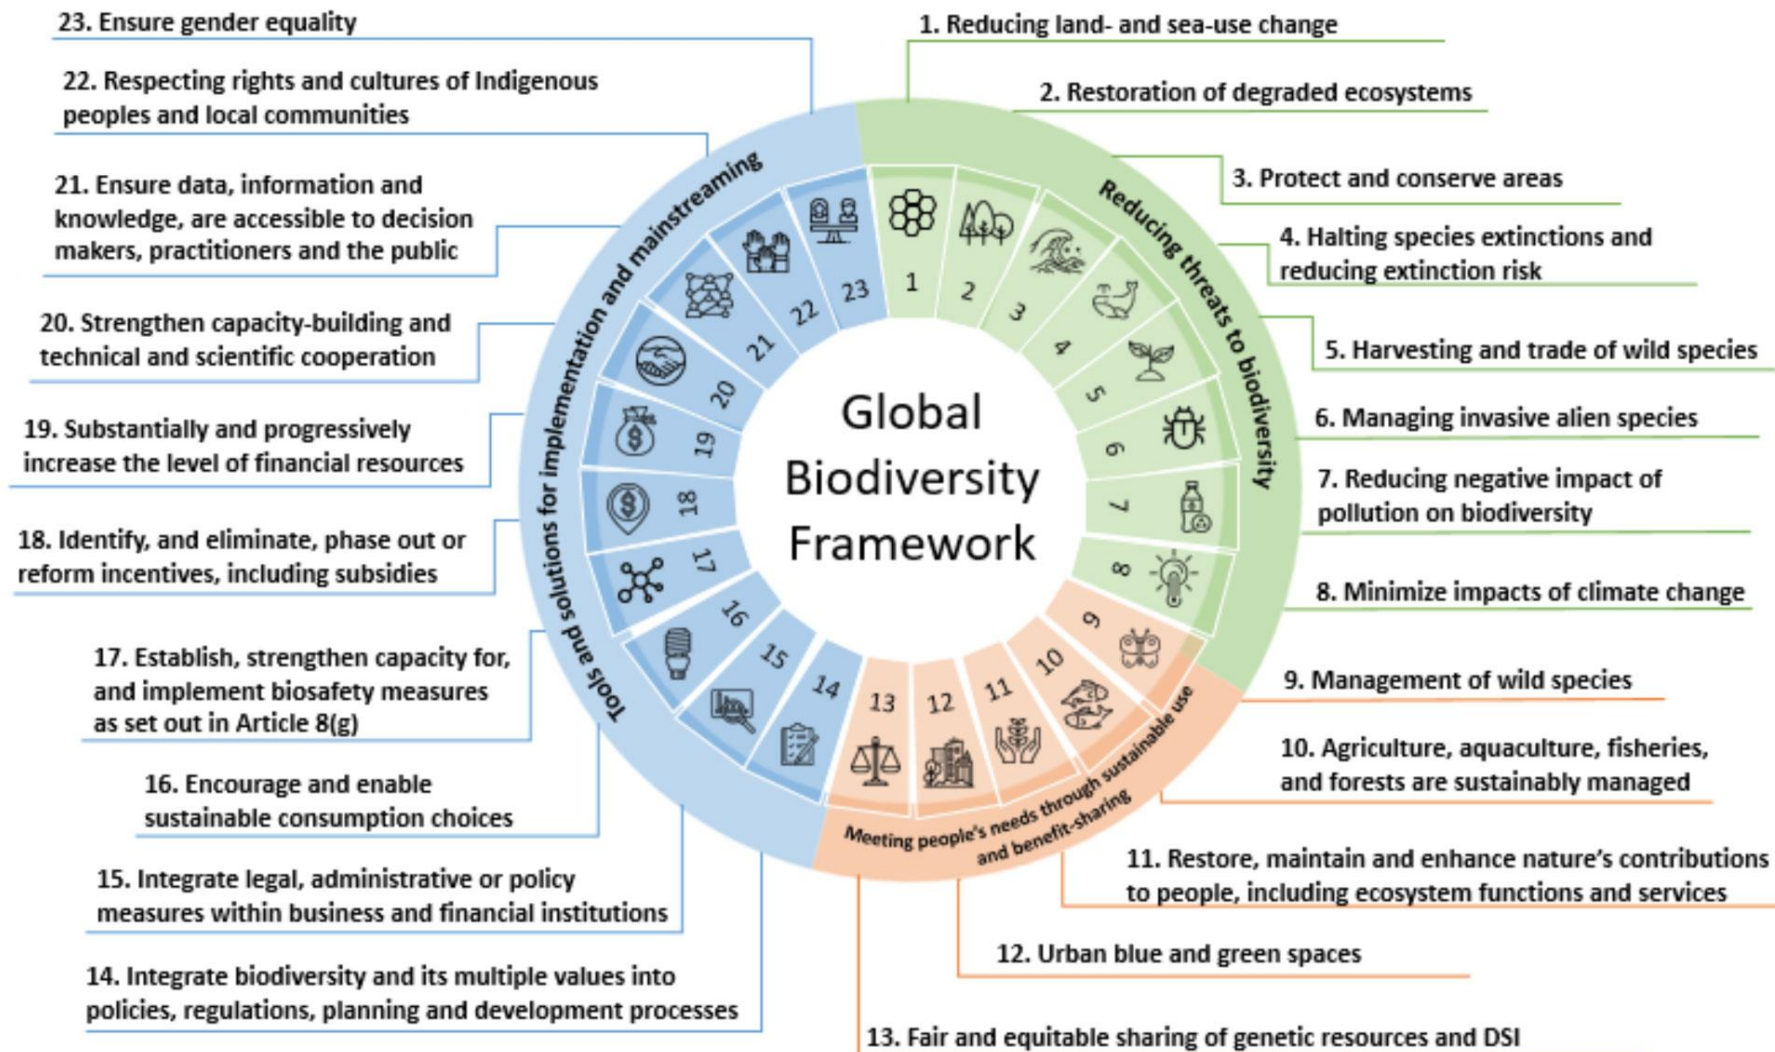 23. Ensure gender equality
22. Respecting rights and cultures of Indigenous
peoples and local communities
21. Ensure data, information and
knowledge, are accessible to decision
makers, practitioners and the public
20. Strengthen capacity-building and
technical and scientific cooperation
19. Substantially and progressively
increase the level of financial resources
18. Identify, and eliminate, phase out or
reform incentives, including subsidies
17. Establish, strengthen capacity for,
and implement biosafety measures
as set out in Article 8(g)
16. Encourage and enable
sustainable consumption choices
15. Integrate legal, administrative or policy
measures within business and financial institutions
14. Integrate biodiversity and its multiple values into
policies, regulations, planning and development processes
1. Reducing land- and sea-use change
2. Restoration of degraded ecosystems
3. Protect and conserve areas
4. Halting species extinctions and
reducing extinction risk
5. Harvesting and trade of wild species
6. Managing invasive alien species
7. Reducing negative impact of
pollution on biodiversity
8. Minimize impacts of climate change
9. Management of wild species
10. Agriculture, aquaculture, fisheries,
and forests are sustainably managed
11. Restore, maintain and enhance nature's contributions
to people, including ecosystem functions and services
12. Urban blue and green spaces
13. Fair and equitable sharing of genetic resources and DSI
Tools and solutions for implementation and mainstreaming
Reducing threats to biodiversity
Meeting people's needs through sustainable use
and benefit-sharing
1
2
3
4
5
6
7
8
9
10
11
12
13
14
15
16
17
18
19
20
21
22
23
$
$
Global
Biodiversity
Framework